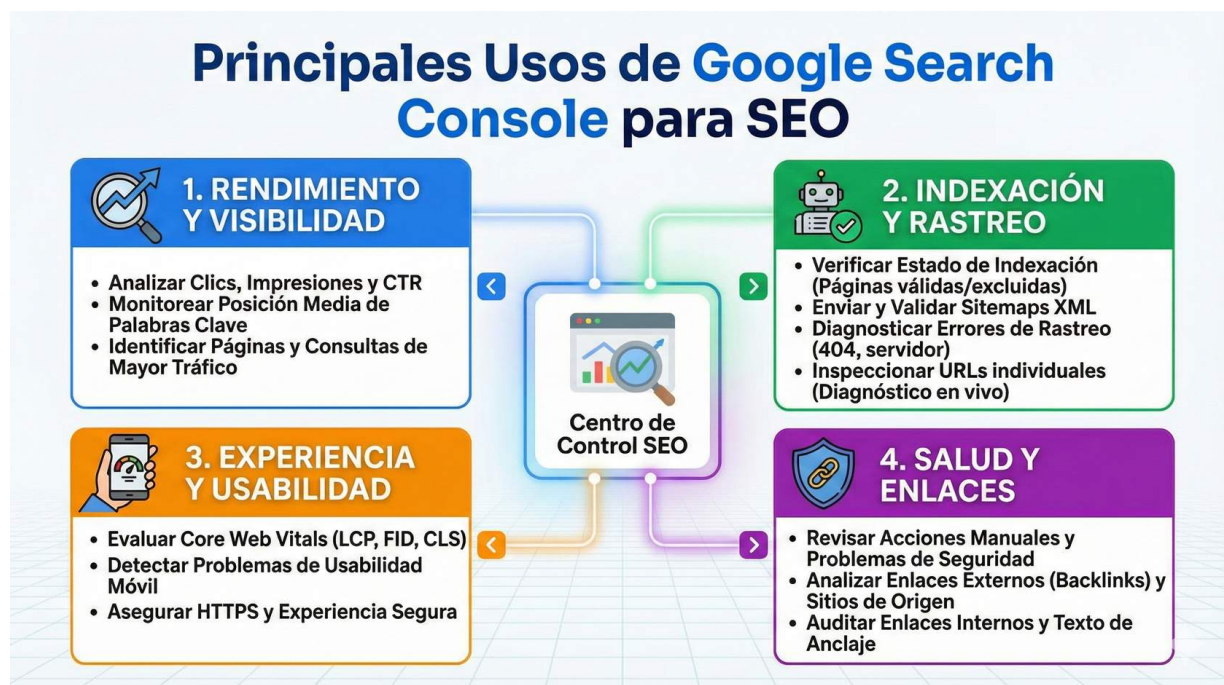 Principales Usos de Google Search
Console para SEO
1. RENDIMIENTO
Y VISIBILIDAD
• Analizar Clics, Impresiones y CTR
• Monitorear Posición Media de
Palabras Clave
• Identificar Páginas y Consultas de
Mayor Tráfico
2. INDEXACIÓN
Y RASTREO
• Verificar Estado de Indexación
(Páginas válidas/excluidas)
• Enviar y Validar Sitemaps XML
• Diagnosticar Errores de Rastreo
(404, servidor)
• Inspeccionar URLs individuales
(Diagnóstico en vivo)
Centro de
Control SEO
3. EXPERIENCIA
Y USABILIDAD
• Evaluar Core Web Vitals (LCP, FID, CLS)
• Detectar Problemas de Usabilidad
Móvil
• Asegurar HTTPS y Experiencia Segura
4. SALUD Y
ENLACES
• Revisar Acciones Manuales y
Problemas de Seguridad
• Analizar Enlaces Externos (Backlinks) y
Sitios de Origen
• Auditar Enlaces Internos y Texto de
Anclaje